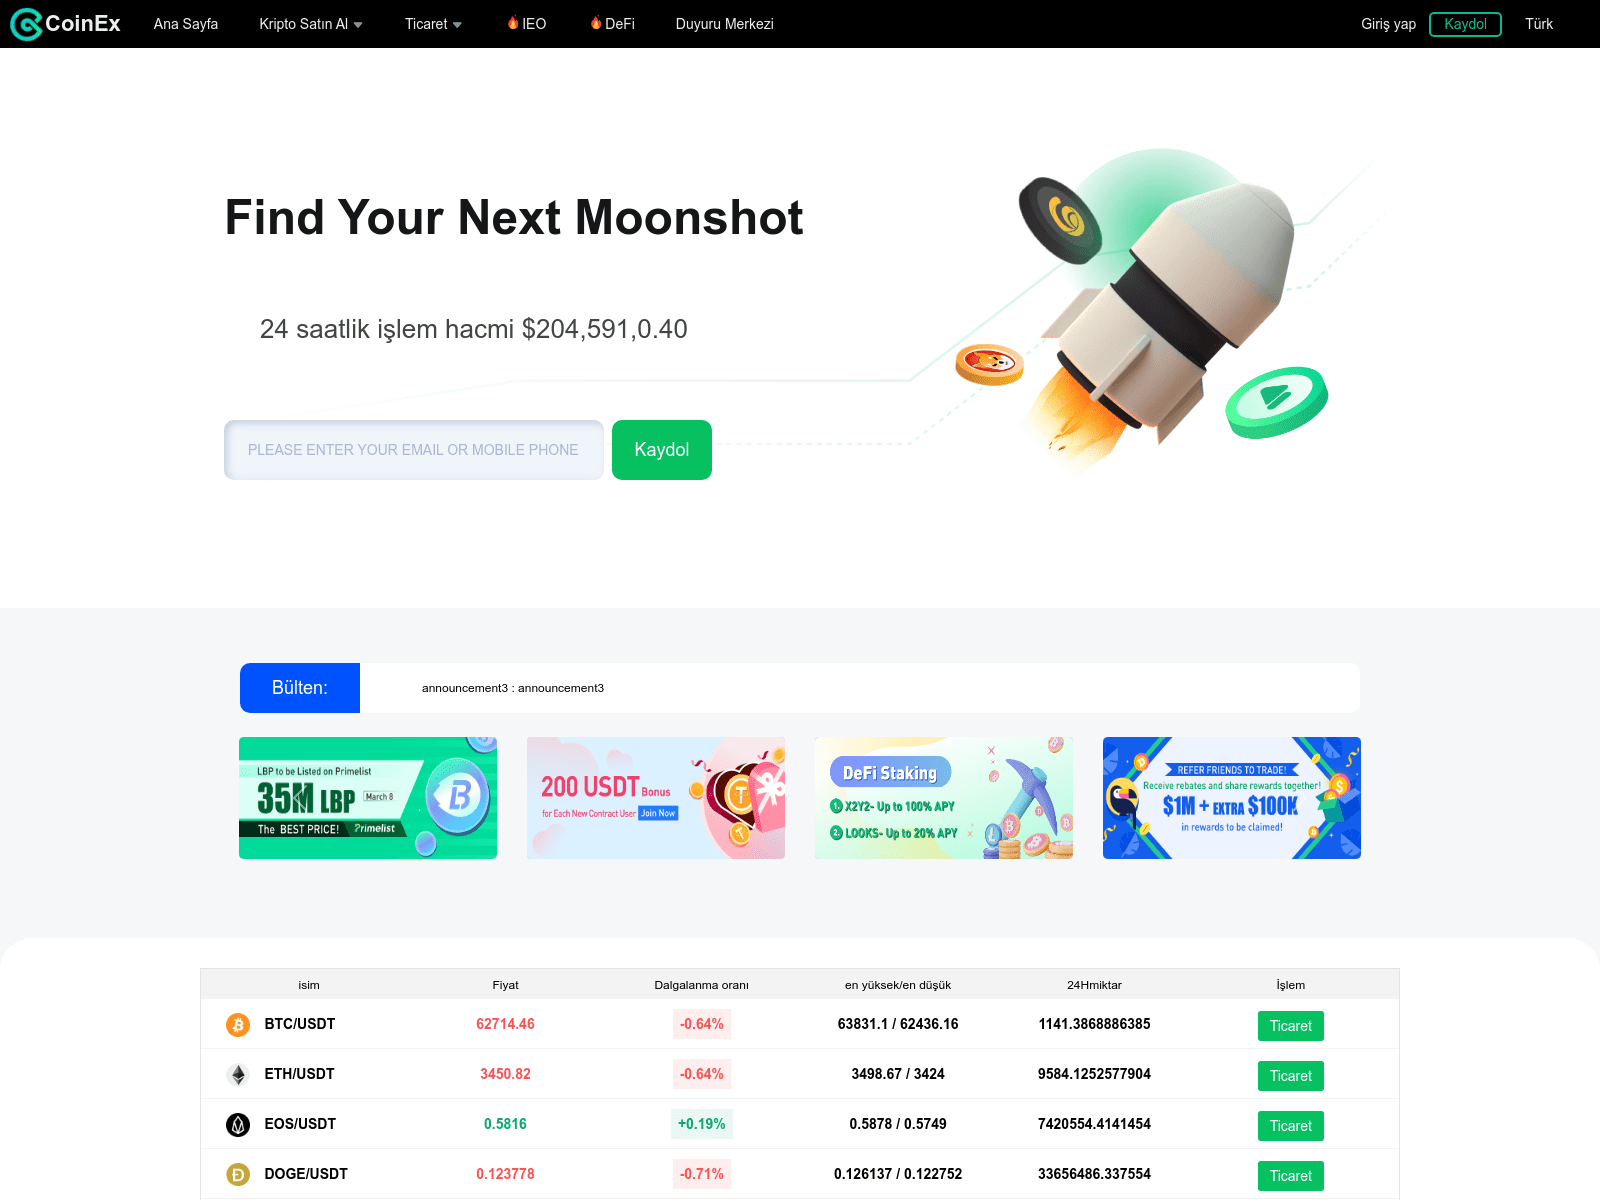 CoinEx
Ana Sayfa
Kripto Satın Al
Ticaret
IEO
DeFi
Duyuru Merkezi
Giriş yap
Kaydol
Türk
Find Your Next Moonshot
24 saatlik işlem hacmi $204,591,0.40
PLEASE ENTER YOUR EMAIL OR MOBILE PHONE
Kaydol
Bülten:
announcement3 : announcement3
LBP to be Listed on Primelist
35M LBP
March 8
The BEST PRICE!
Primelist
200 USDT Bonus
for Each New Contract User
Join Now
DeFi Staking
1. X2Y2- Up to 100% APY
2. LOOKS- Up to 20% APY
REFER FRIENDS TO TRADE!
Receive rebates and share rewards together!
$1M + EXTRA $100K
in rewards to be claimed!
isim Fiyat Dalgalanma oranı en yüksek/en düşük 24Hmiktar İşlem
BTC/USDT 62714.46 -0.64% 63831.1 / 62436.16 1141.3868886385 Ticaret
ETH/USDT 3450.82 -0.64% 3498.67 / 3424 9584.1252577904 Ticaret
EOS/USDT 0.5816 +0.19% 0.5878 / 0.5749 7420554.4141454 Ticaret
DOGE/USDT 0.123778 -0.71% 0.126137 / 0.122752 33656486.337554 Ticaret